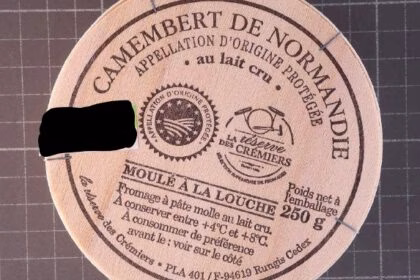 CAMEMBERT DE NORMANDIE
APPELLATION D'ORIGINE PROTÉGÉE
• au lait cru •
APPELLATION D'ORIGINE PROTÉGÉE
LA réserve
DES CRÉMIERS
MOULÉ À LA LOUCHE
Fromage à pâte molle au lait cru.
À conserver entre +4°C et +8°C.
À consommer de préférence
avant le : voir sur le côté
Poids net à
l'emballage
250 g
la réserve des Crémiers • PLA 401 / F-94619 Rungis Cedex